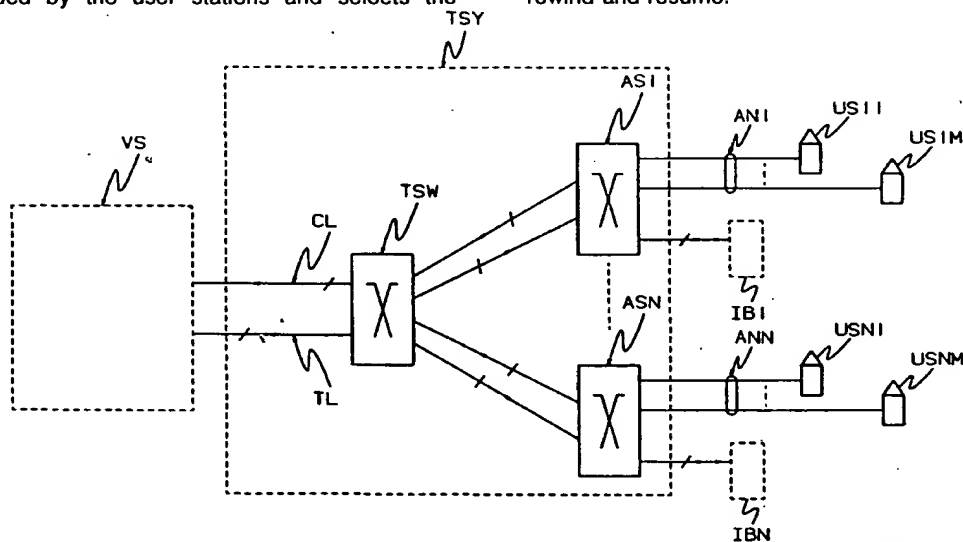 by the user stations and selects the
rewind and resume.
TSY
VS
CL
TSW
TL
AS1
AN1
US11
US1M
IB1
ASN
ANN
USN1
USNM
IBN